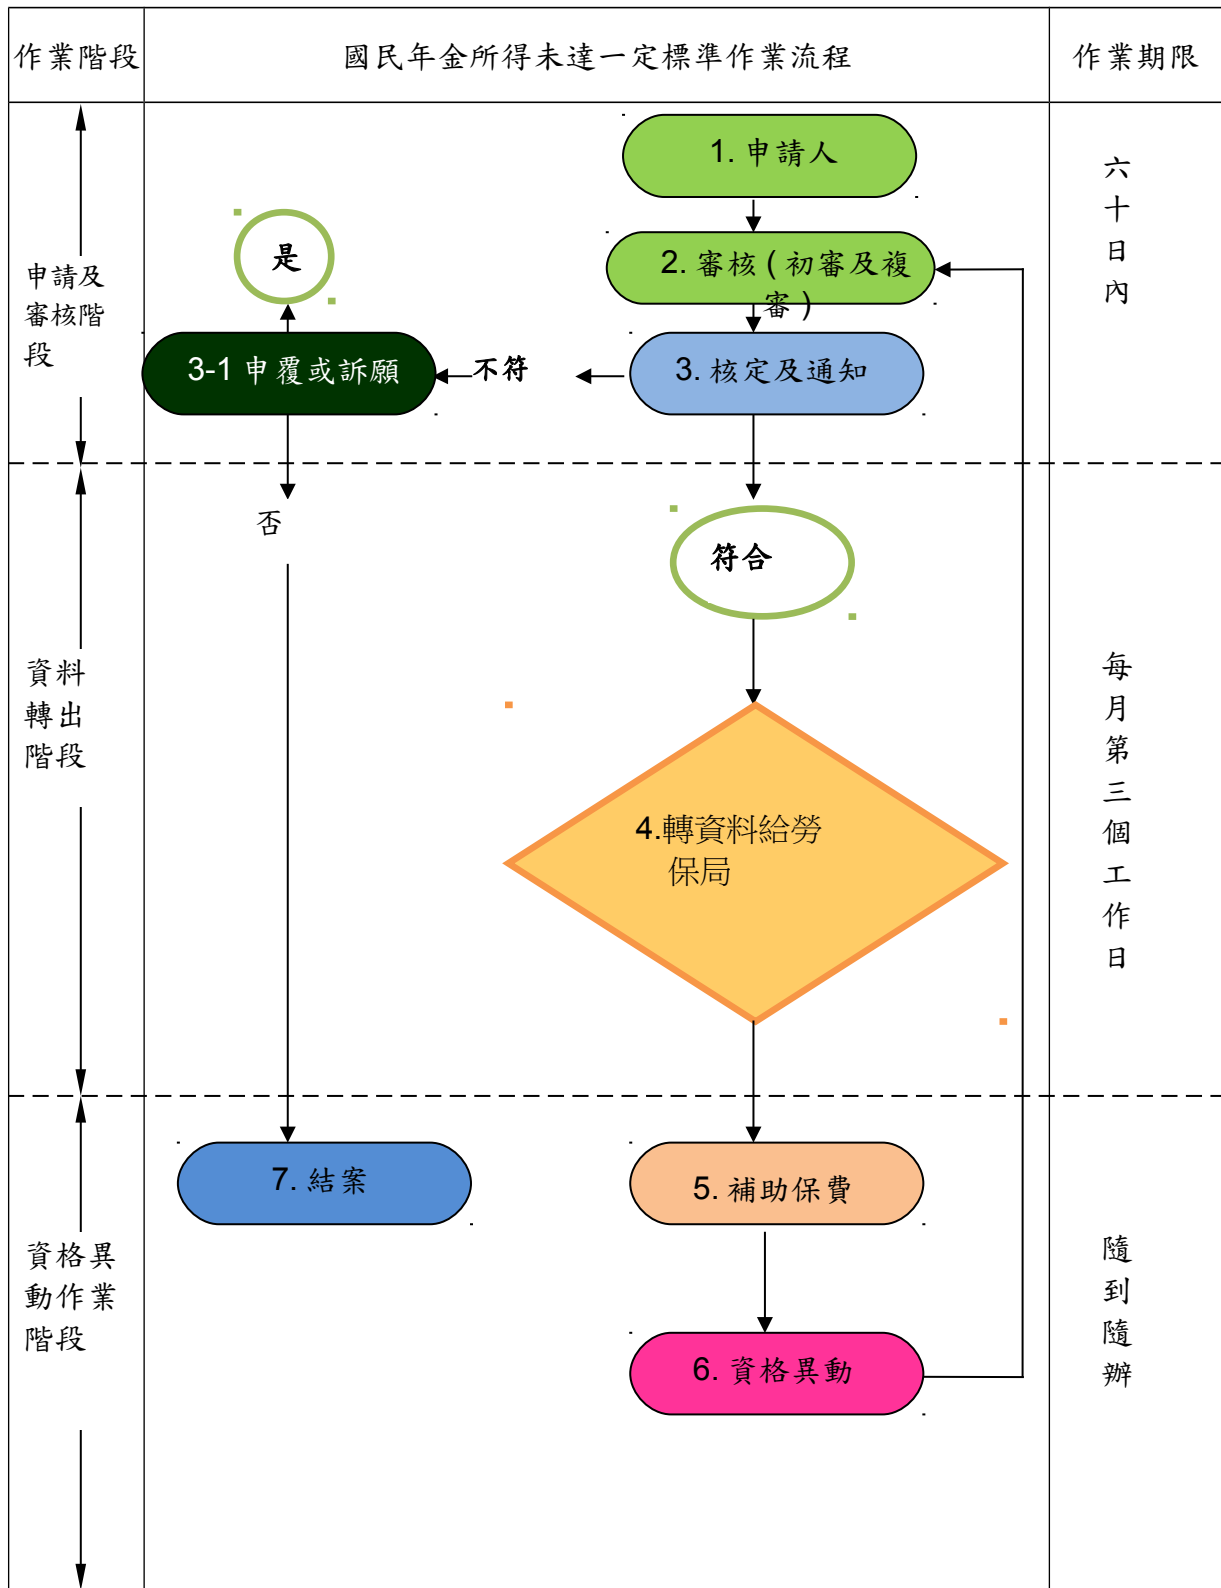 作業階段
國民年金所得未達一定標準作業流程
作業期限
1. 申請人
是
2. 審核 ( 初審及複
審 )
申請及
審核階
段
六十日內
3-1 申覆或訴願
不符
3. 核定及通知
否
符合
資料
轉出
階段
每月第三個工作日
4.轉資料給勞
保局
7. 結案
5. 補助保費
資格異
動作業
階段
隨到隨辦
6. 資格異動